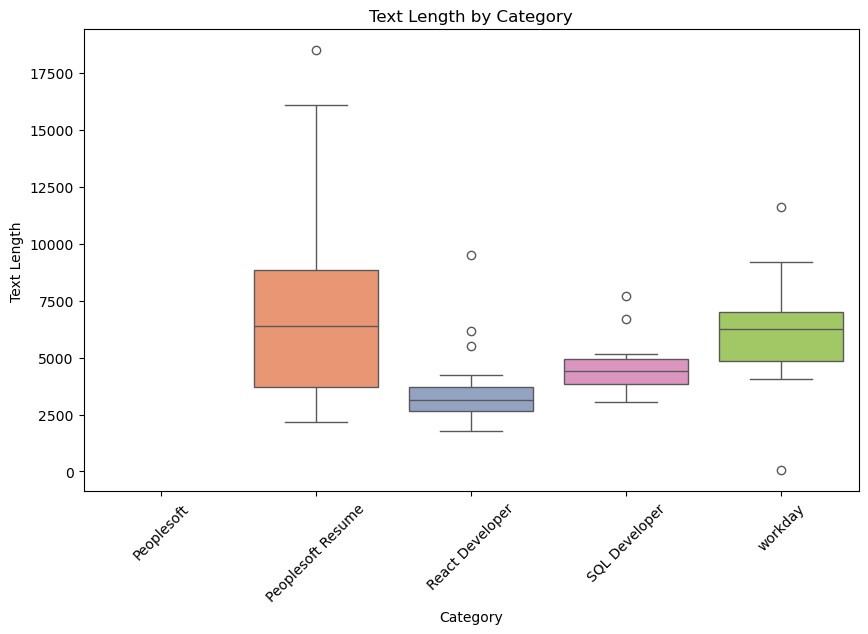 Text Length by Category
Text Length
17500
15000
12500
10000
7500
5000
2500
0
Peoplesoft
Peoplesoft Resume
React Developer
SQL Developer
workday
Category